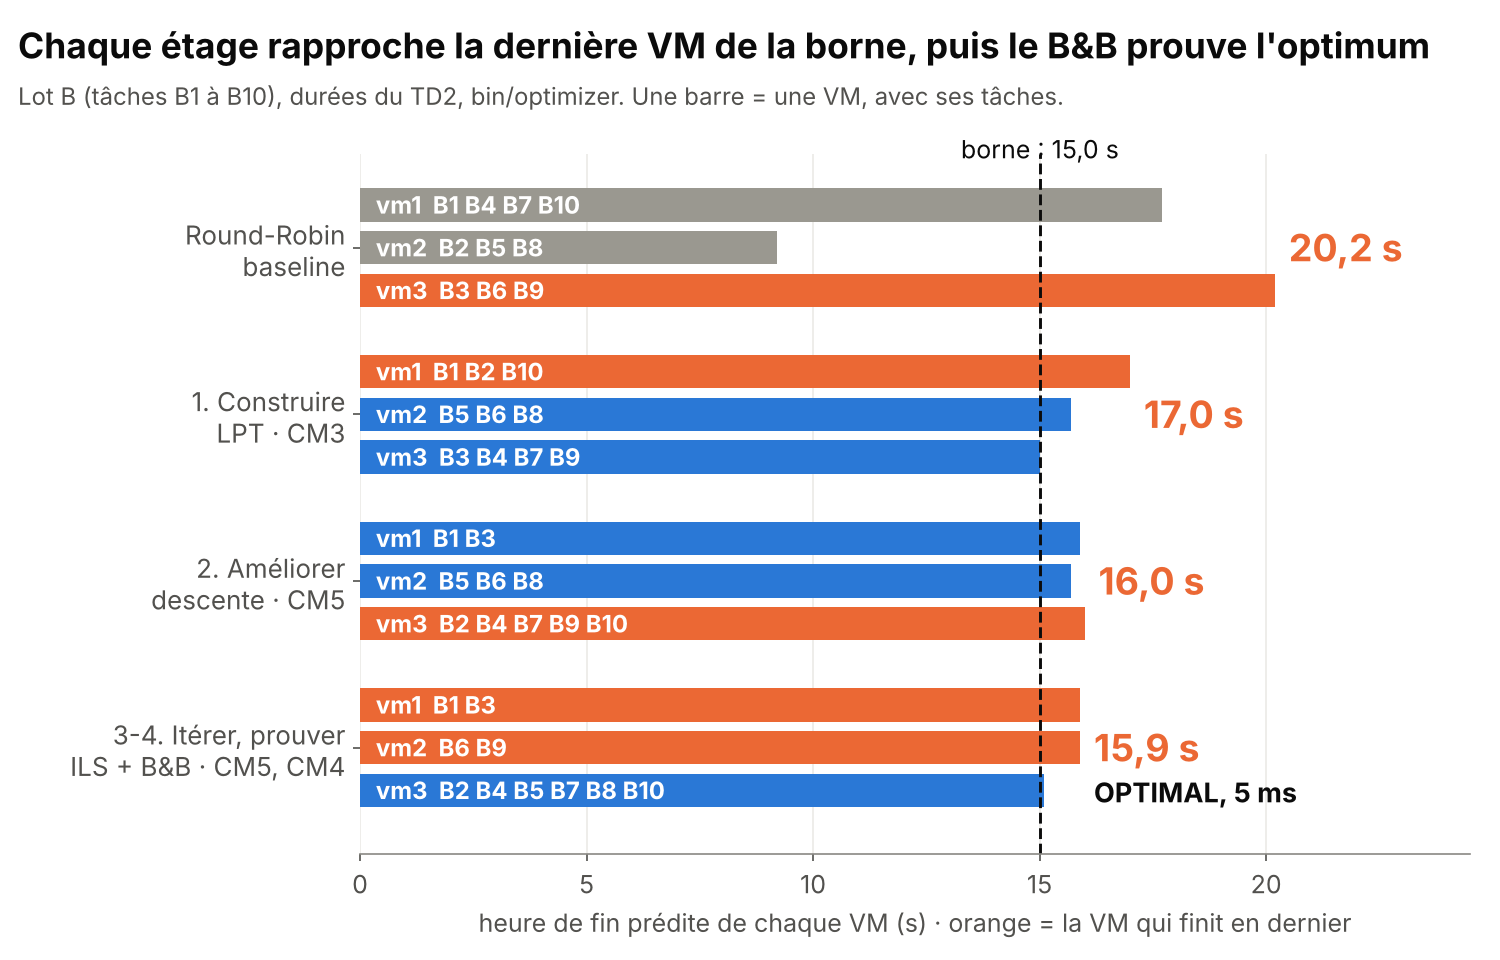 Chaque étage rapproche la dernière VM de la borne, puis le B&B prouve l'optimum
Lot B (tâches B1 à B10), durées du TD2, bin/optimizer. Une barre = une VM, avec ses tâches.
borne : 15,0 s
Round-Robin
baseline
vm1 B1 B4 B7 B10
vm2 B2 B5 B8
vm3 B3 B6 B9
20,2 s
1. Construire
LPT · CM3
vm1 B1 B2 B10
vm2 B5 B6 B8
vm3 B3 B4 B7 B9
17,0 s
2. Améliorer
descente · CM5
vm1 B1 B3
vm2 B5 B6 B8
vm3 B2 B4 B7 B9 B10
16,0 s
3-4. Itérer, prouver
ILS + B&B · CM5, CM4
vm1 B1 B3
vm2 B6 B9
vm3 B2 B4 B5 B7 B8 B10
15,9 s
OPTIMAL, 5 ms
0 5 10 15 20
heure de fin prédite de chaque VM (s) · orange = la VM qui finit en dernier